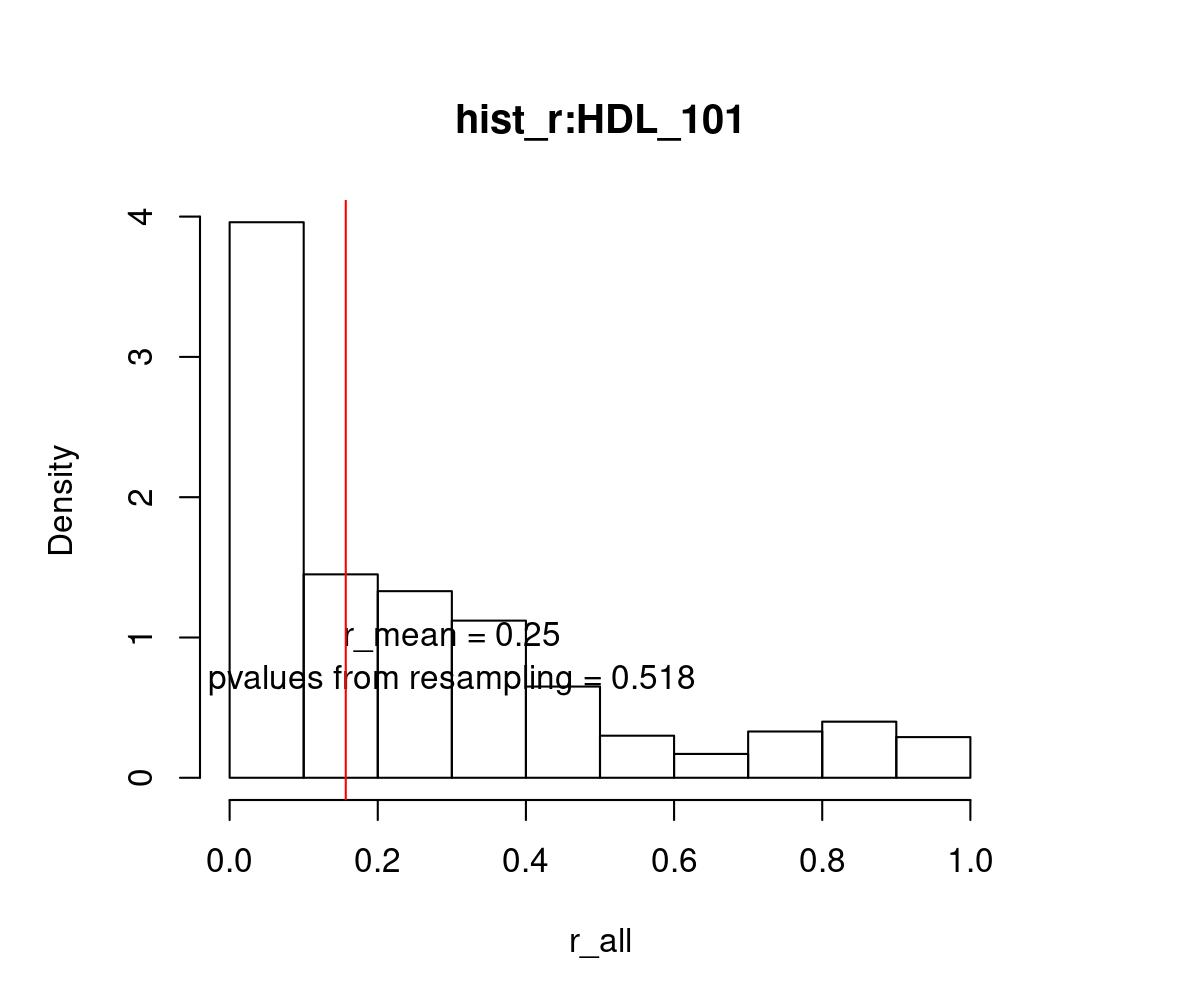 hist_r:HDL_101
4
3
2
1
0
Density
r_mean = 0.25
pvalues from resampling = 0.518
0.0 0.2 0.4 0.6 0.8 1.0
r_all